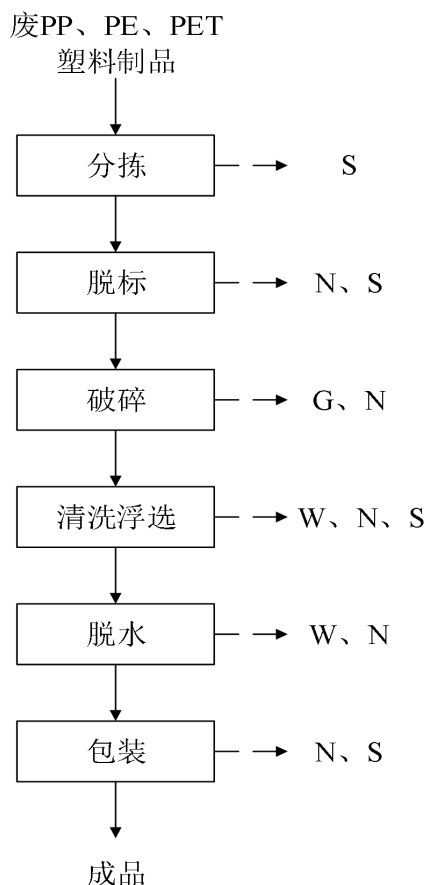 废PP、PE、PET
塑料制品
分拣
S
脱标
N、S
破碎
G、N
清洗浮选
W、N、S
脱水
W、N
包装
N、S
成品